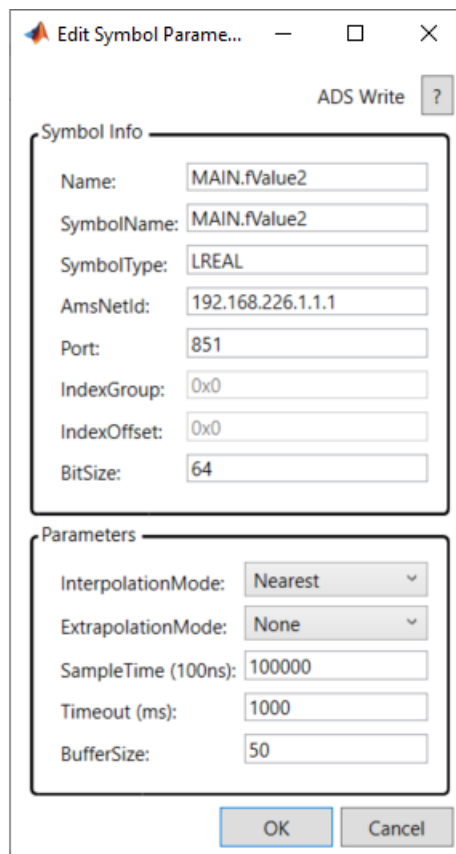 Edit Symbol Parame...
ADS Write ?
Symbol Info
Name: MAIN.fValue2
SymbolName: MAIN.fValue2
SymbolType: LREAL
AmsNetId: 192.168.226.1.1.1
Port: 851
IndexGroup: 0x0
IndexOffset: 0x0
BitSize: 64
Parameters
InterpolationMode: Nearest
ExtrapolationMode: None
SampleTime (100ns): 100000
Timeout (ms): 1000
BufferSize: 50
OK Cancel